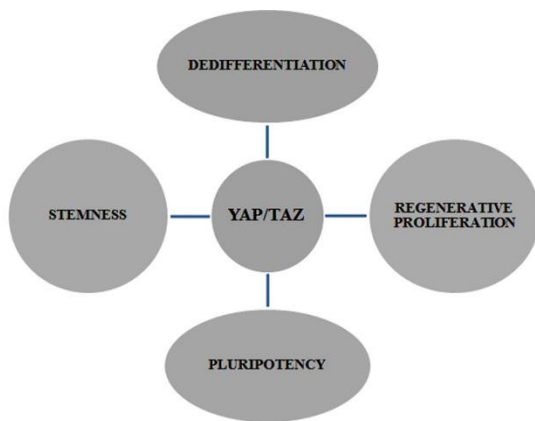 DEDIFFERENTIATION
STEMNESS
YAP/TAZ
REGENERATIVE
PROLIFERATION
PLURIPOTENCY